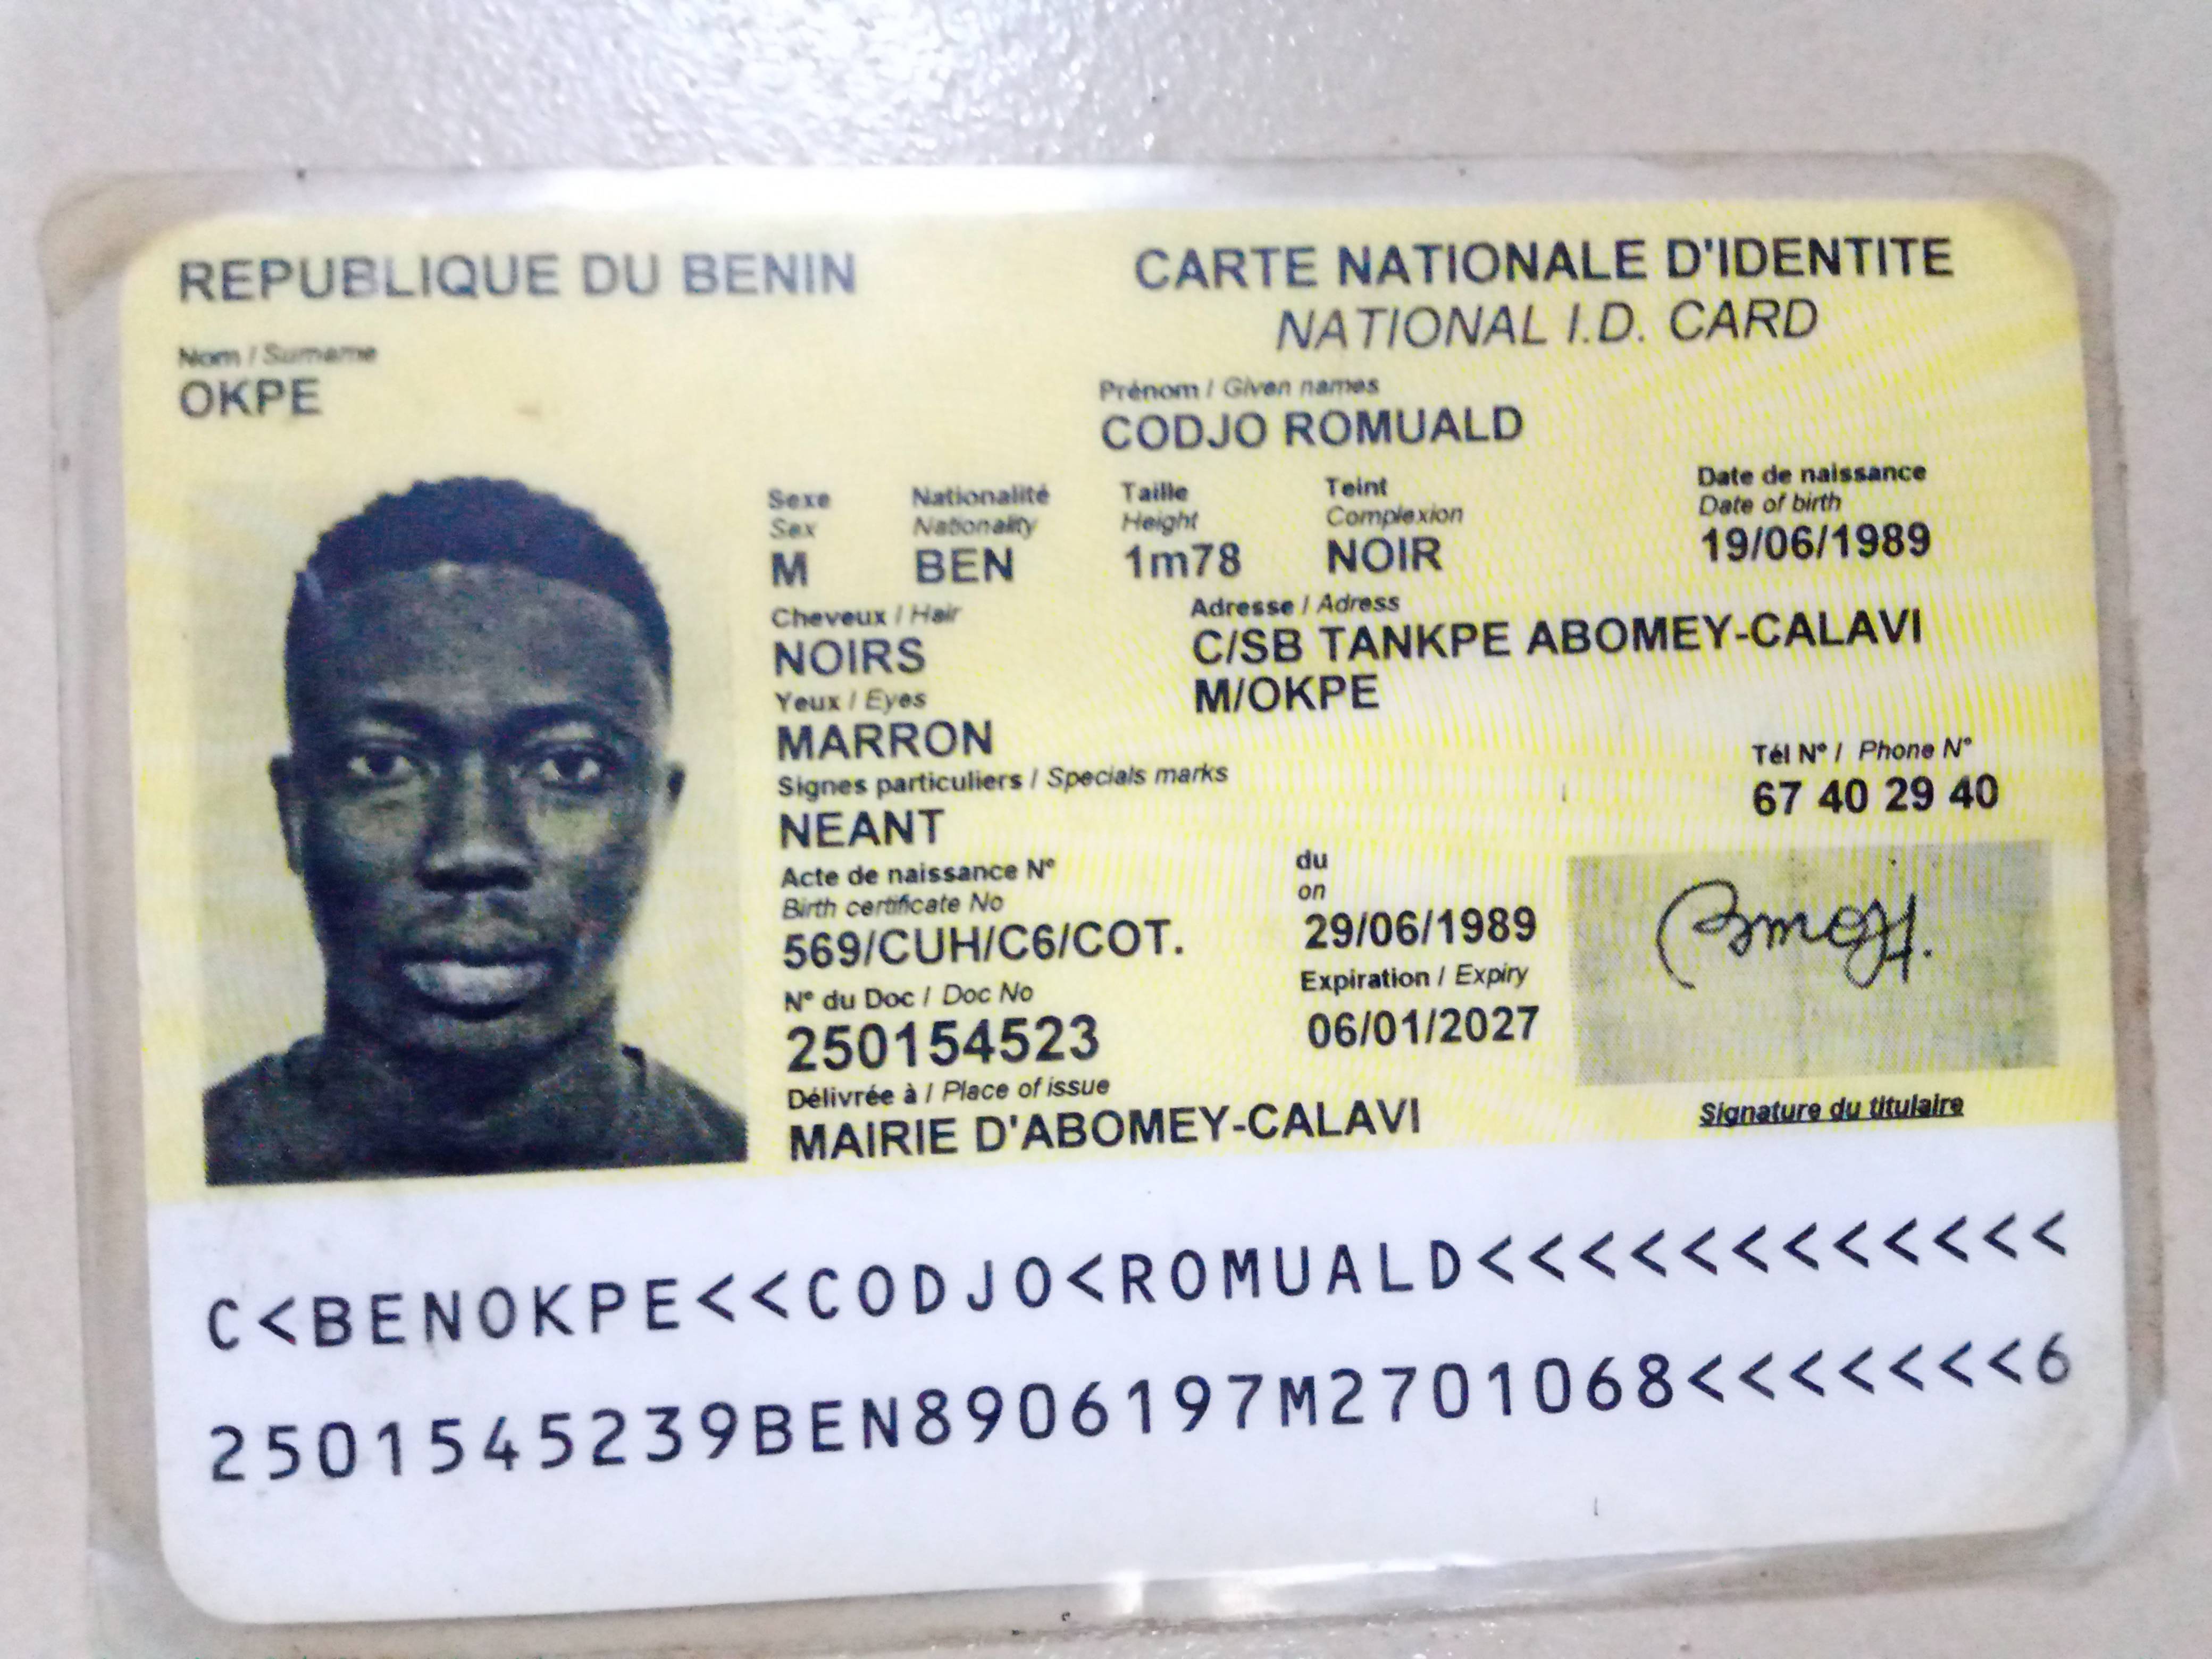 REPUBLIQUE DU BENIN
CARTE NATIONALE D'IDENTITE
NATIONAL I.D. CARD
Nom / Surname
OKPE
Prénom / Given names
CODJO ROMUALD
Sexe Nationalité Taille Teint Date de naissance
Sex Nationality Height Complexion Date of birth
M BEN 1m78 NOIR 19/06/1989
Cheveux / Hair
NOIRS
Adresse / Adress
C/SB TANKPE ABOMEY-CALAVI
M/OKPE
Yeux / Eyes
MARRON
Tél N° / Phone N°
67 40 29 40
Signes particuliers / Specials marks
NEANT
Acte de naissance N° du
Birth certificate No on
569/CUH/C6/COT. 29/06/1989
N° du Doc / Doc No Expiration / Expiry
250154523 06/01/2027
Délivrée à / Place of issue
MAIRIE D'ABOMEY-CALAVI
Signature du titulaire
C<BENOKPE<<CODJO<ROMUALD<<<<<<<<<<<<
2501545239BEN8906197M2701068<<<<<<<6